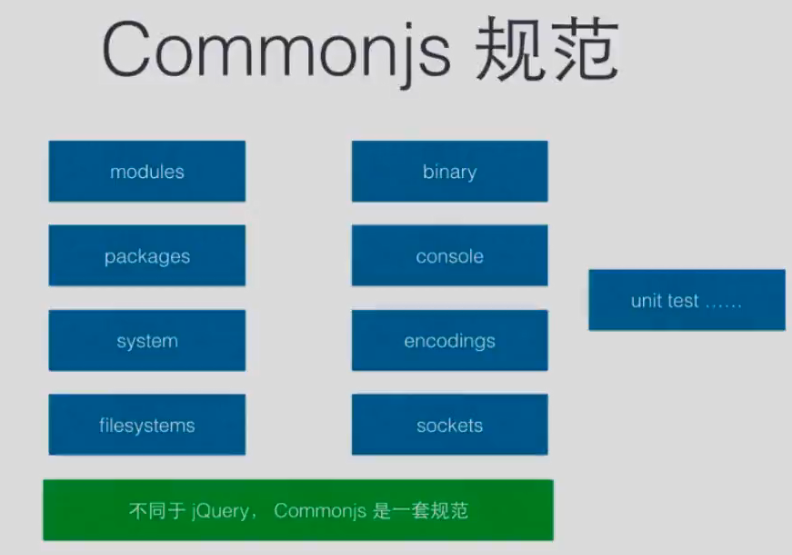 Commonjs 规范
modules
binary
packages
console
unit test ……
system
encodings
filesystems
sockets
不同于 jQuery， Commonjs 是一套规范